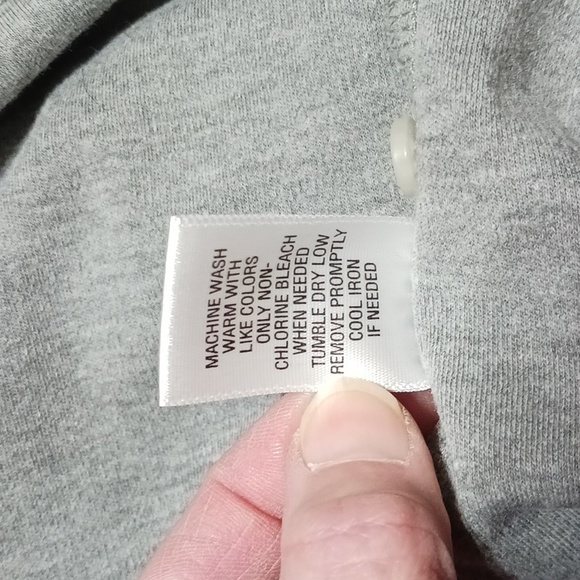 MACHINE WASH
WARM WITH
LIKE COLORS
ONLY NON-
CHLORINE BLEACH
WHEN NEEDED
TUMBLE DRY LOW
REMOVE PROMPTLY
COOL IRON
IF NEEDED